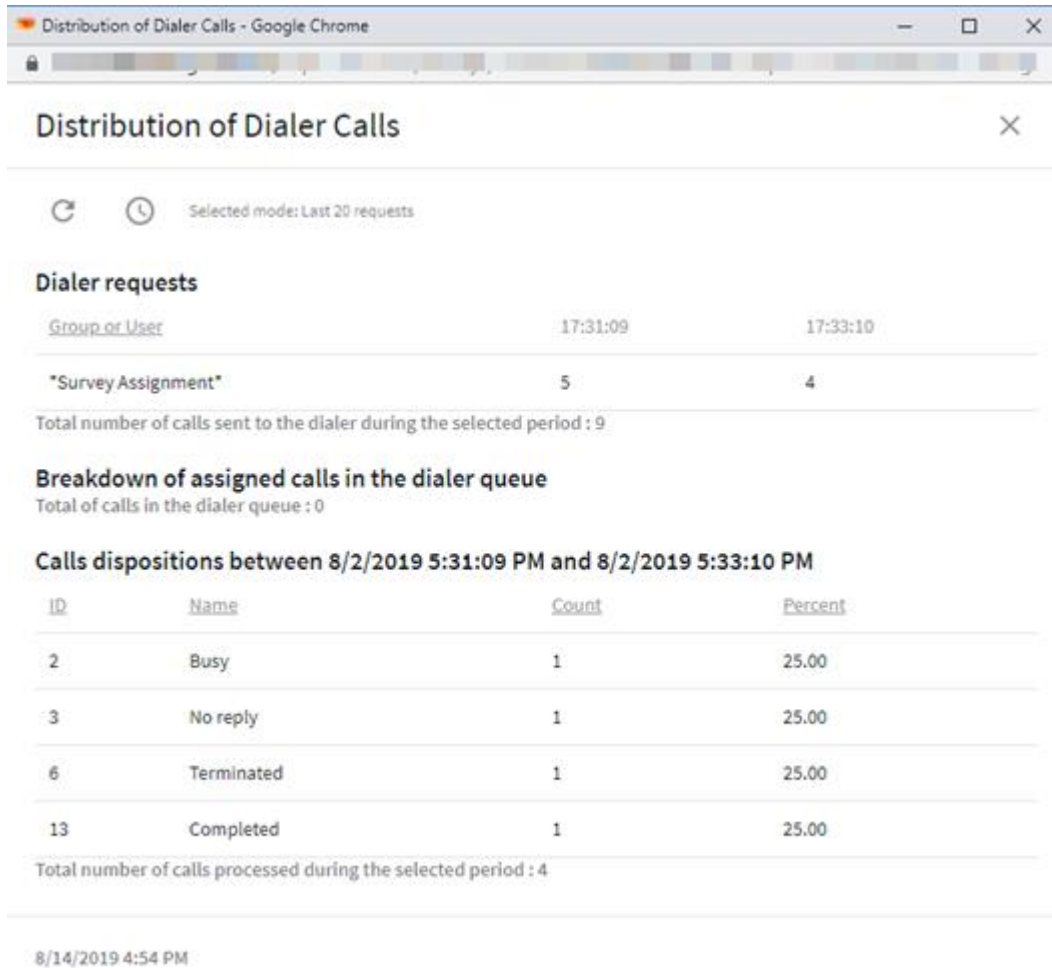 Distribution of Dialer Calls - Google Chrome
Distribution of Dialer Calls
Selected mode: Last 20 requests
Dialer requests
Group or User 17:31:09 17:33:10
*Survey Assignment* 5 4
Total number of calls sent to the dialer during the selected period : 9
Breakdown of assigned calls in the dialer queue
Total of calls in the dialer queue : 0
Calls dispositions between 8/2/2019 5:31:09 PM and 8/2/2019 5:33:10 PM
ID Name Count Percent
2 Busy 1 25.00
3 No reply 1 25.00
6 Terminated 1 25.00
13 Completed 1 25.00
Total number of calls processed during the selected period : 4
8/14/2019 4:54 PM